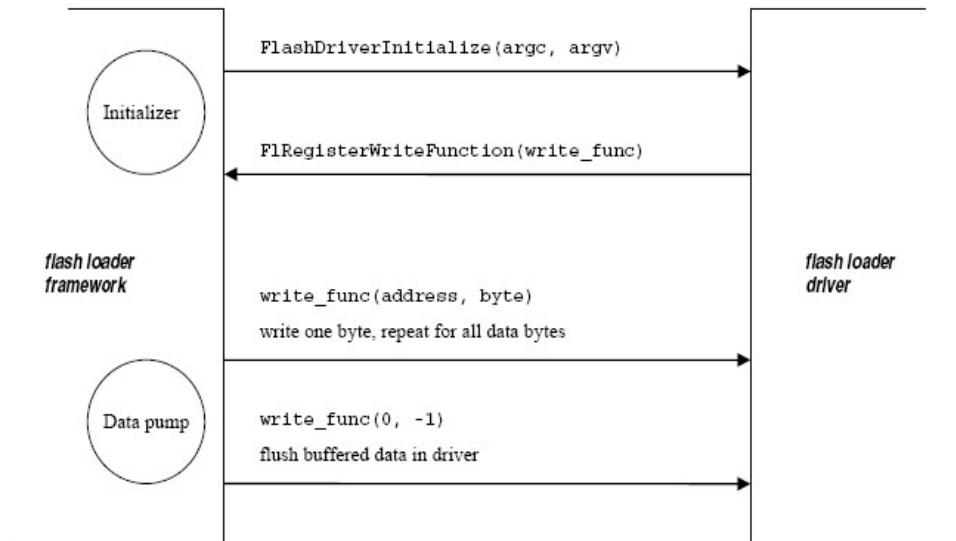 FlashDriverInitialize(argc, argv)
Initializer
FlRegisterWriteFunction(write_func)
flash loader
framework
flash loader
driver
write_func(address, byte)
write one byte, repeat for all data bytes
Data pump
write_func(0, -1)
flush buffered data in driver